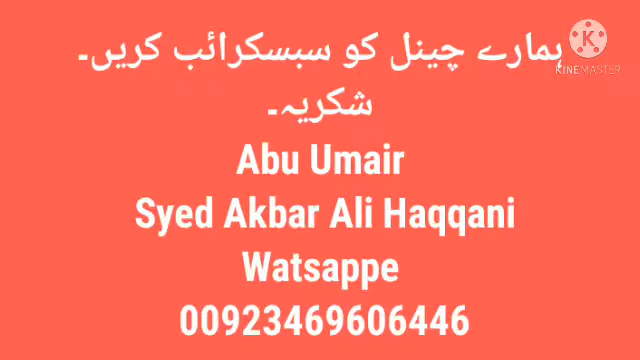 ہمارے چینل کو سبسکرائب کریں۔
شکریہ۔
Abu Umair
Syed Akbar Ali Haqqani
Watsappe
00923469606446
K
KINEMASTER